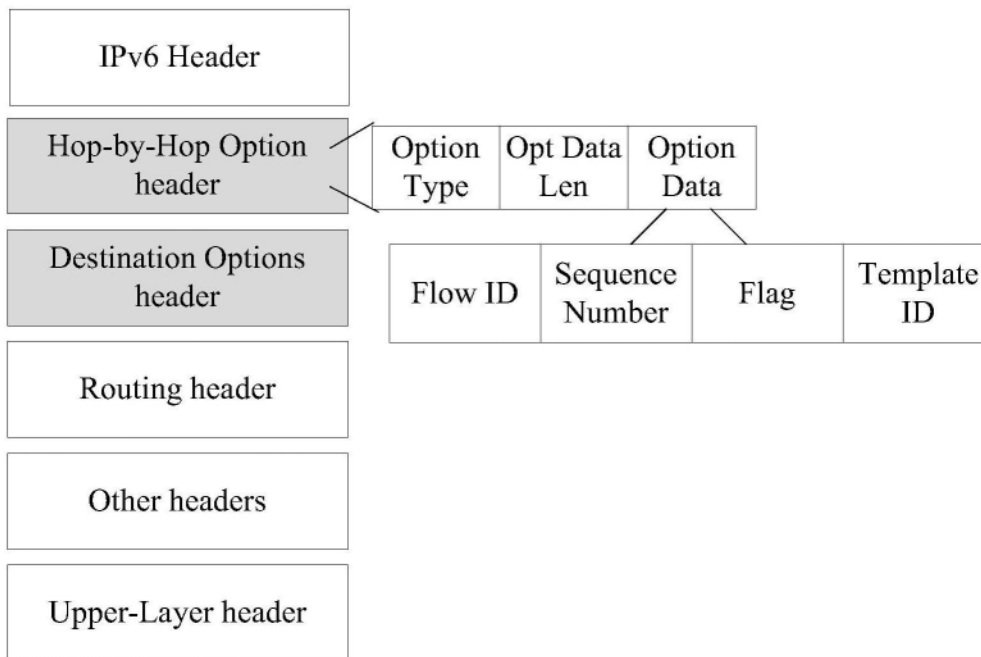 IPv6 Header
Hop-by-Hop Option
header
Option
Type
Opt Data
Len
Option
Data
Destination Options
header
Flow ID
Sequence
Number
Flag
Template
ID
Routing header
Other headers
Upper-Layer header